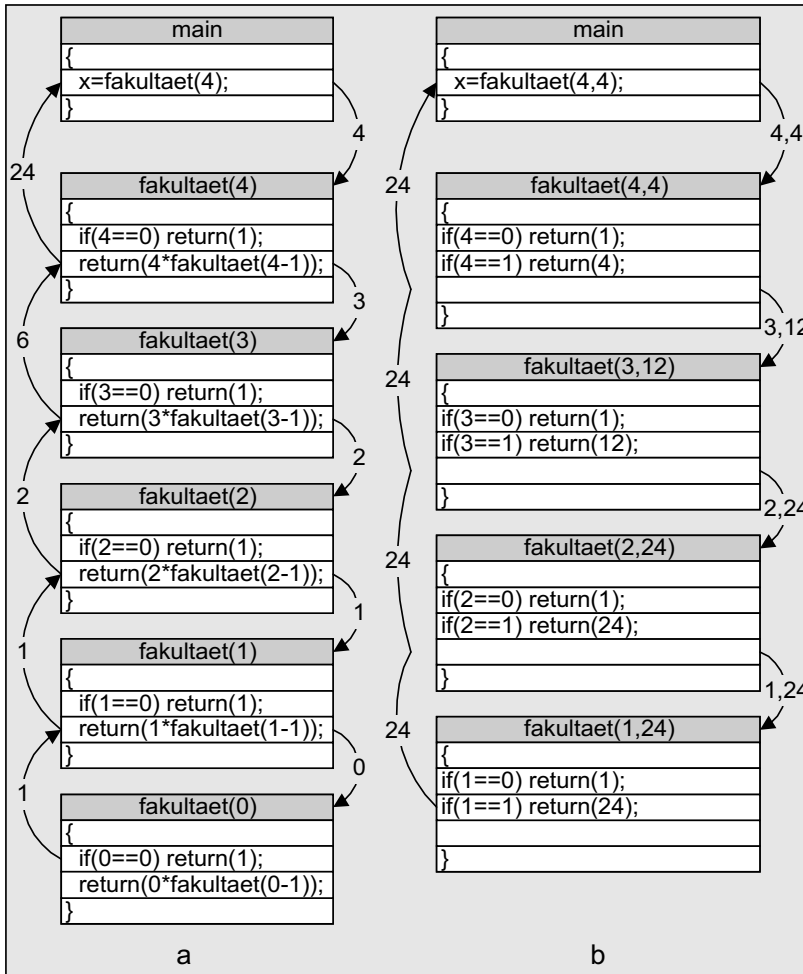 main
{
x=fakultaet(4);
}
4
24
fakultaet(4)
{
if(4==0) return(1);
return(4*fakultaet(4-1));
}
3
6
fakultaet(3)
{
if(3==0) return(1);
return(3*fakultaet(3-1));
}
2
2
fakultaet(2)
{
if(2==0) return(1);
return(2*fakultaet(2-1));
}
1
1
fakultaet(1)
{
if(1==0) return(1);
return(1*fakultaet(1-1));
}
0
1
fakultaet(0)
{
if(0==0) return(1);
return(0*fakultaet(0-1));
}
a
main
{
x=fakultaet(4,4);
}
4,4
24
fakultaet(4,4)
{
if(4==0) return(1);
if(4==1) return(4);
}
3,12
24
fakultaet(3,12)
{
if(3==0) return(1);
if(3==1) return(12);
}
2,24
24
fakultaet(2,24)
{
if(2==0) return(1);
if(2==1) return(24);
}
1,24
24
fakultaet(1,24)
{
if(1==0) return(1);
if(1==1) return(24);
}
b